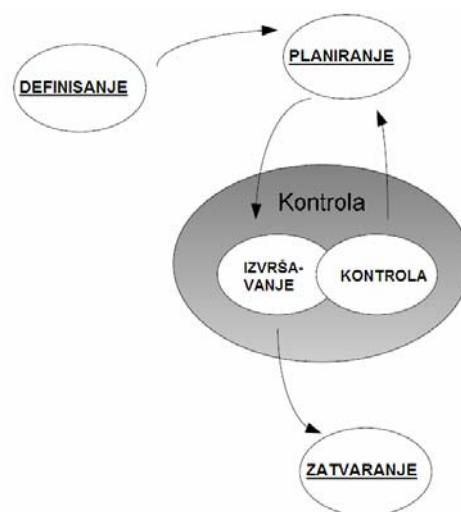 PLANIRANJE
DEFINISANJE
Kontrola
IZVRŠA-
VANJE
KONTROLA
ZATVARANJE